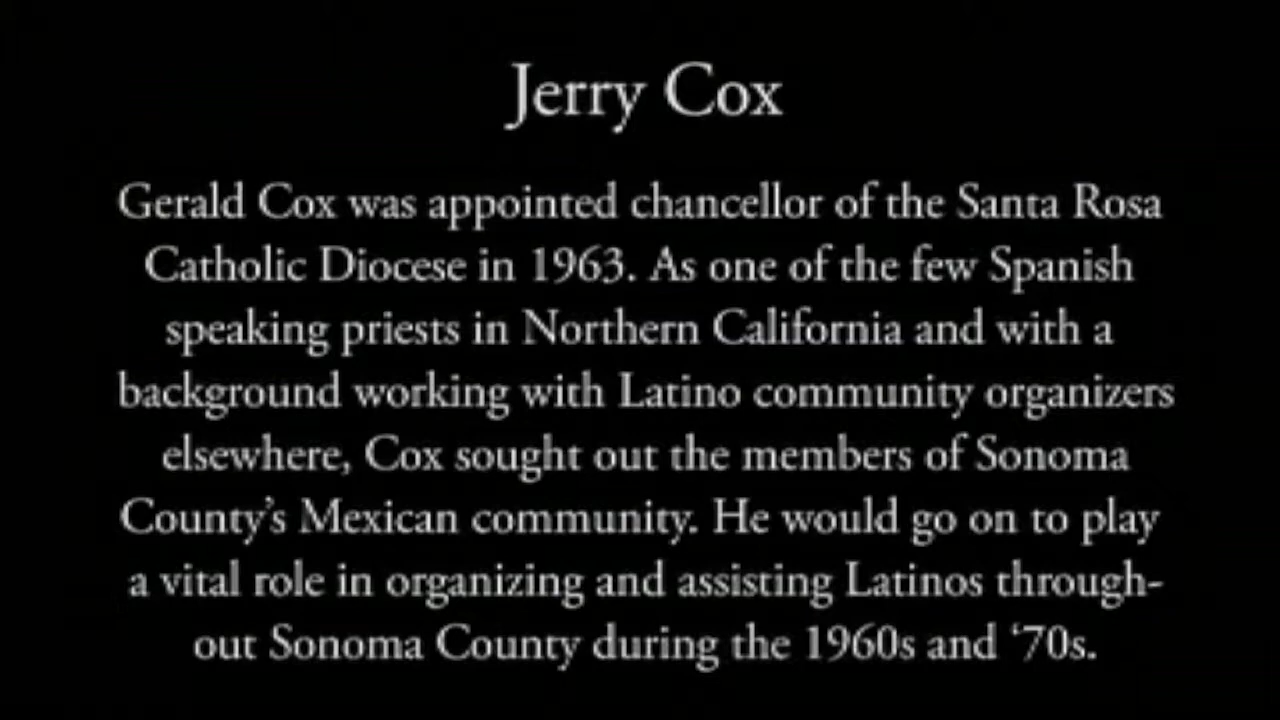 Jerry Cox
Gerald Cox was appointed chancellor of the Santa Rosa
Catholic Diocese in 1963. As one of the few Spanish
speaking priests in Northern California and with a
background working with Latino community organizers
elsewhere, Cox sought out the members of Sonoma
County’s Mexican community. He would go on to play
a vital role in organizing and assisting Latinos through-
out Sonoma County during the 1960s and ‘70s.